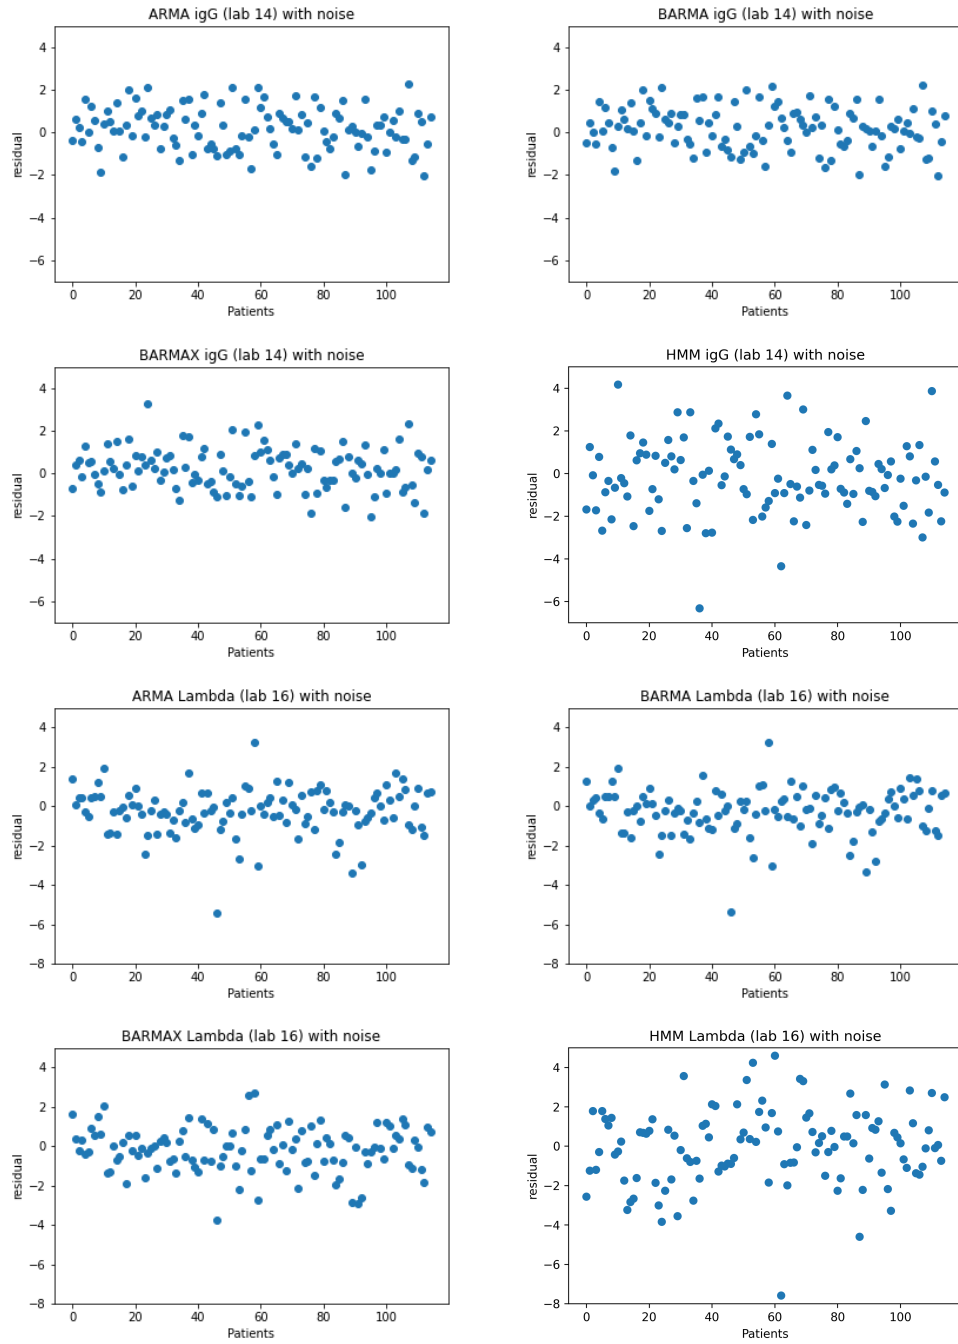 ARMA igG (lab 14) with noise
4
2
0
−2
−4
−6
residual
0 20 40 60 80 100
Patients
BARMA igG (lab 14) with noise
4
2
0
−2
−4
−6
residual
0 20 40 60 80 100
Patients
BARMAX igG (lab 14) with noise
4
2
0
−2
−4
−6
residual
0 20 40 60 80 100
Patients
HMM igG (lab 14) with noise
4
2
0
−2
−4
−6
residual
0 20 40 60 80 100
Patients
ARMA Lambda (lab 16) with noise
4
2
0
−2
−4
−6
−8
residual
0 20 40 60 80 100
Patients
BARMA Lambda (lab 16) with noise
4
2
0
−2
−4
−6
−8
residual
0 20 40 60 80 100
Patients
BARMAX Lambda (lab 16) with noise
4
2
0
−2
−4
−6
−8
residual
0 20 40 60 80 100
Patients
HMM Lambda (lab 16) with noise
4
2
0
−2
−4
−6
−8
residual
0 20 40 60 80 100
Patients